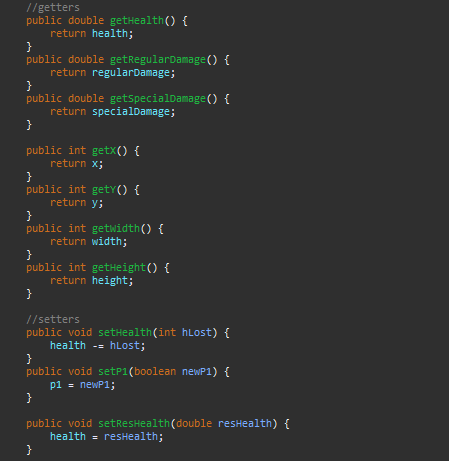 //getters
public double getHealth() {
return health;
}
public double getRegularDamage() {
return regularDamage;
}
public double getSpecialDamage() {
return specialDamage;
}
public int getX() {
return x;
}
public int getY() {
return y;
}
public int getWidth() {
return width;
}
public int getHeight() {
return height;
}
//setters
public void setHealth(int hLost) {
health -= hLost;
}
public void setP1(boolean newP1) {
p1 = newP1;
}
public void setResHealth(double resHealth) {
health = resHealth;
}